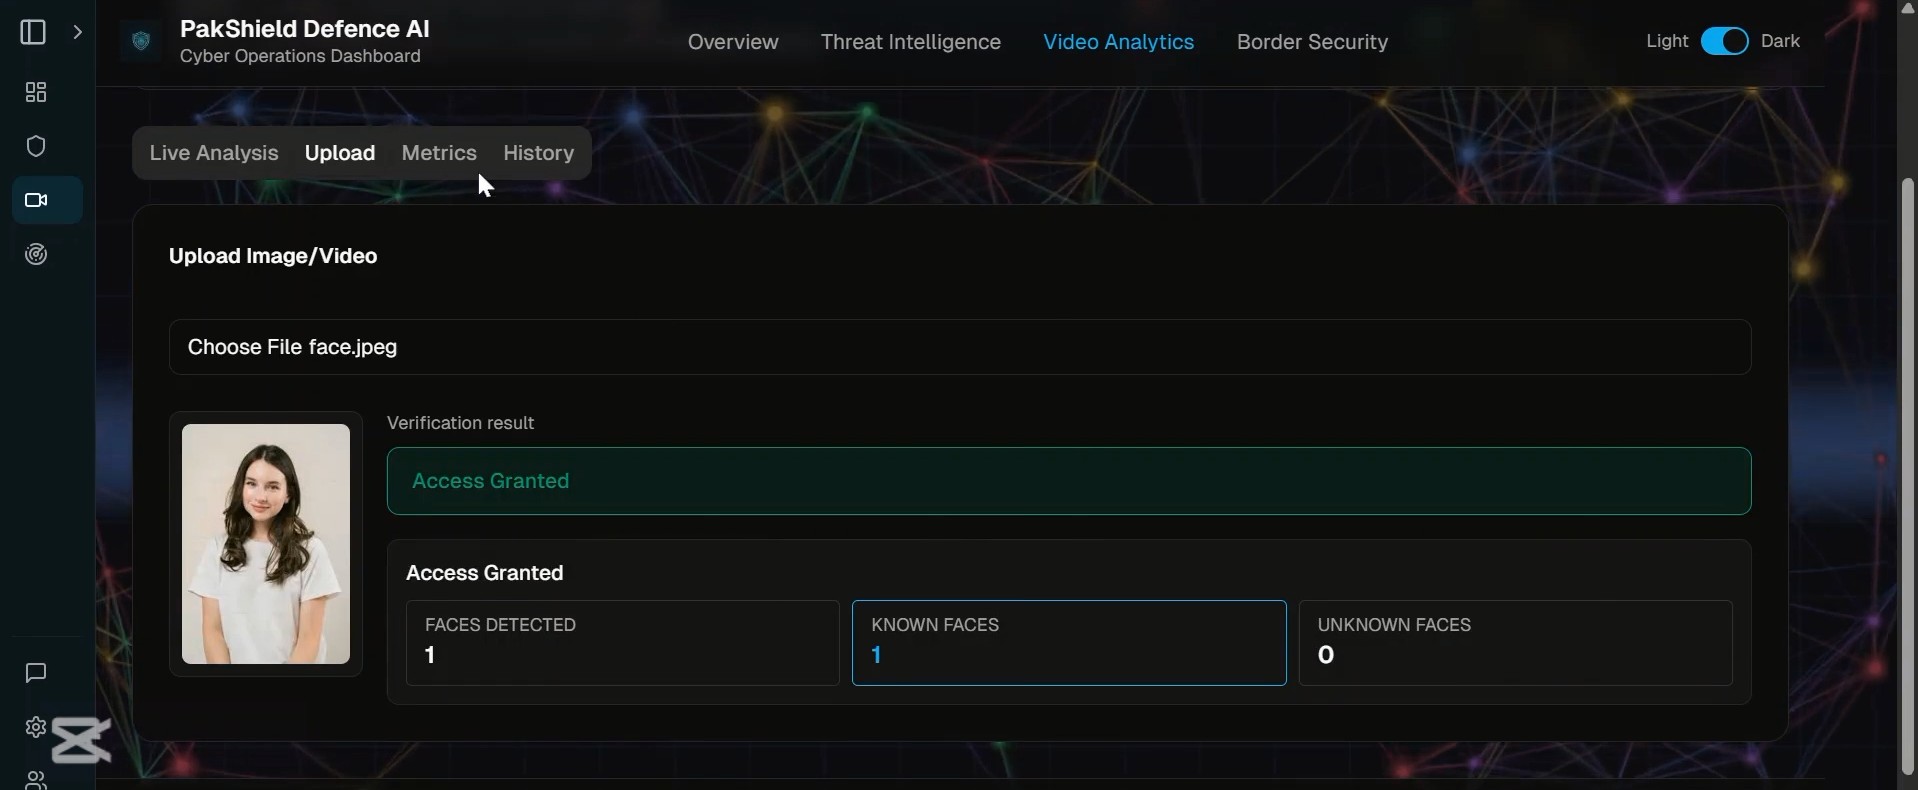 PakShield Defence AI
Cyber Operations Dashboard
Overview Threat Intelligence Video Analytics Border Security
Light Dark
Live Analysis Upload Metrics History
Upload Image/Video
Choose File face.jpeg
Verification result
Access Granted
Access Granted
FACES DETECTED
1
KNOWN FACES
1
UNKNOWN FACES
0